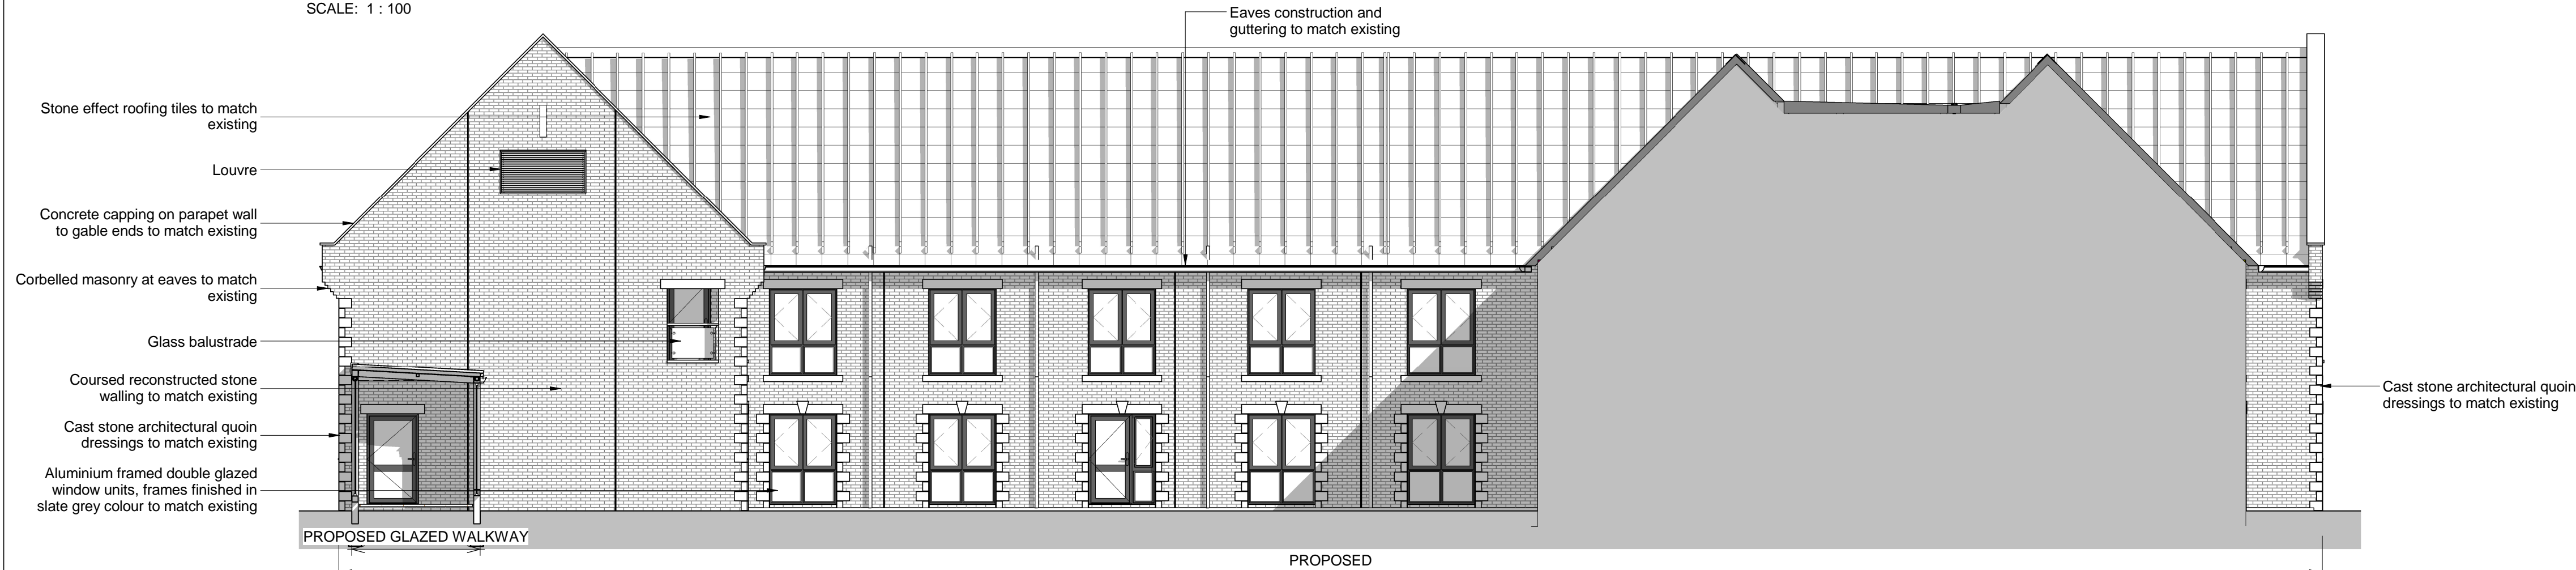 SCALE: 1 : 100
Eaves construction and
guttering to match existing
Stone effect roofing tiles to match
existing
Louvre
Concrete capping on parapet wall
to gable ends to match existing
Corbelled masonry at eaves to match
existing
Glass balustrade
Coursed reconstructed stone
walling to match existing
Cast stone architectural quoin
dressings to match existing
Aluminium framed double glazed
window units, frames finished in
slate grey colour to match existing
Cast stone architectural quoin
dressings to match existing
PROPOSED GLAZED WALKWAY
PROPOSED